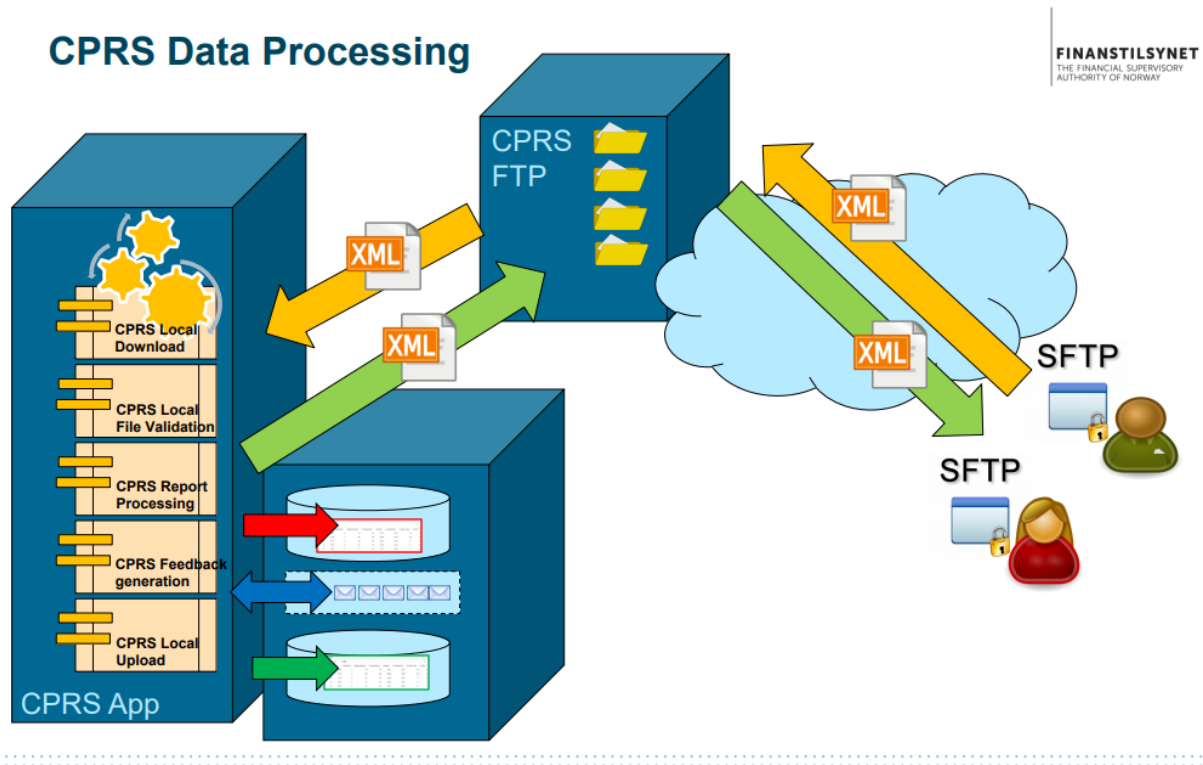 CPRS Data Processing
FINANSTILSYNET
THE FINANCIAL SUPERVISORY
AUTHORITY OF NORWAY
CPRS
FTP
XML
XML
XML
XML
SFTP
SFTP
CPRS Local
Download
CPRS Local
File Validation
CPRS Report
Processing
CPRS Feedback
generation
CPRS Local
Upload
CPRS App